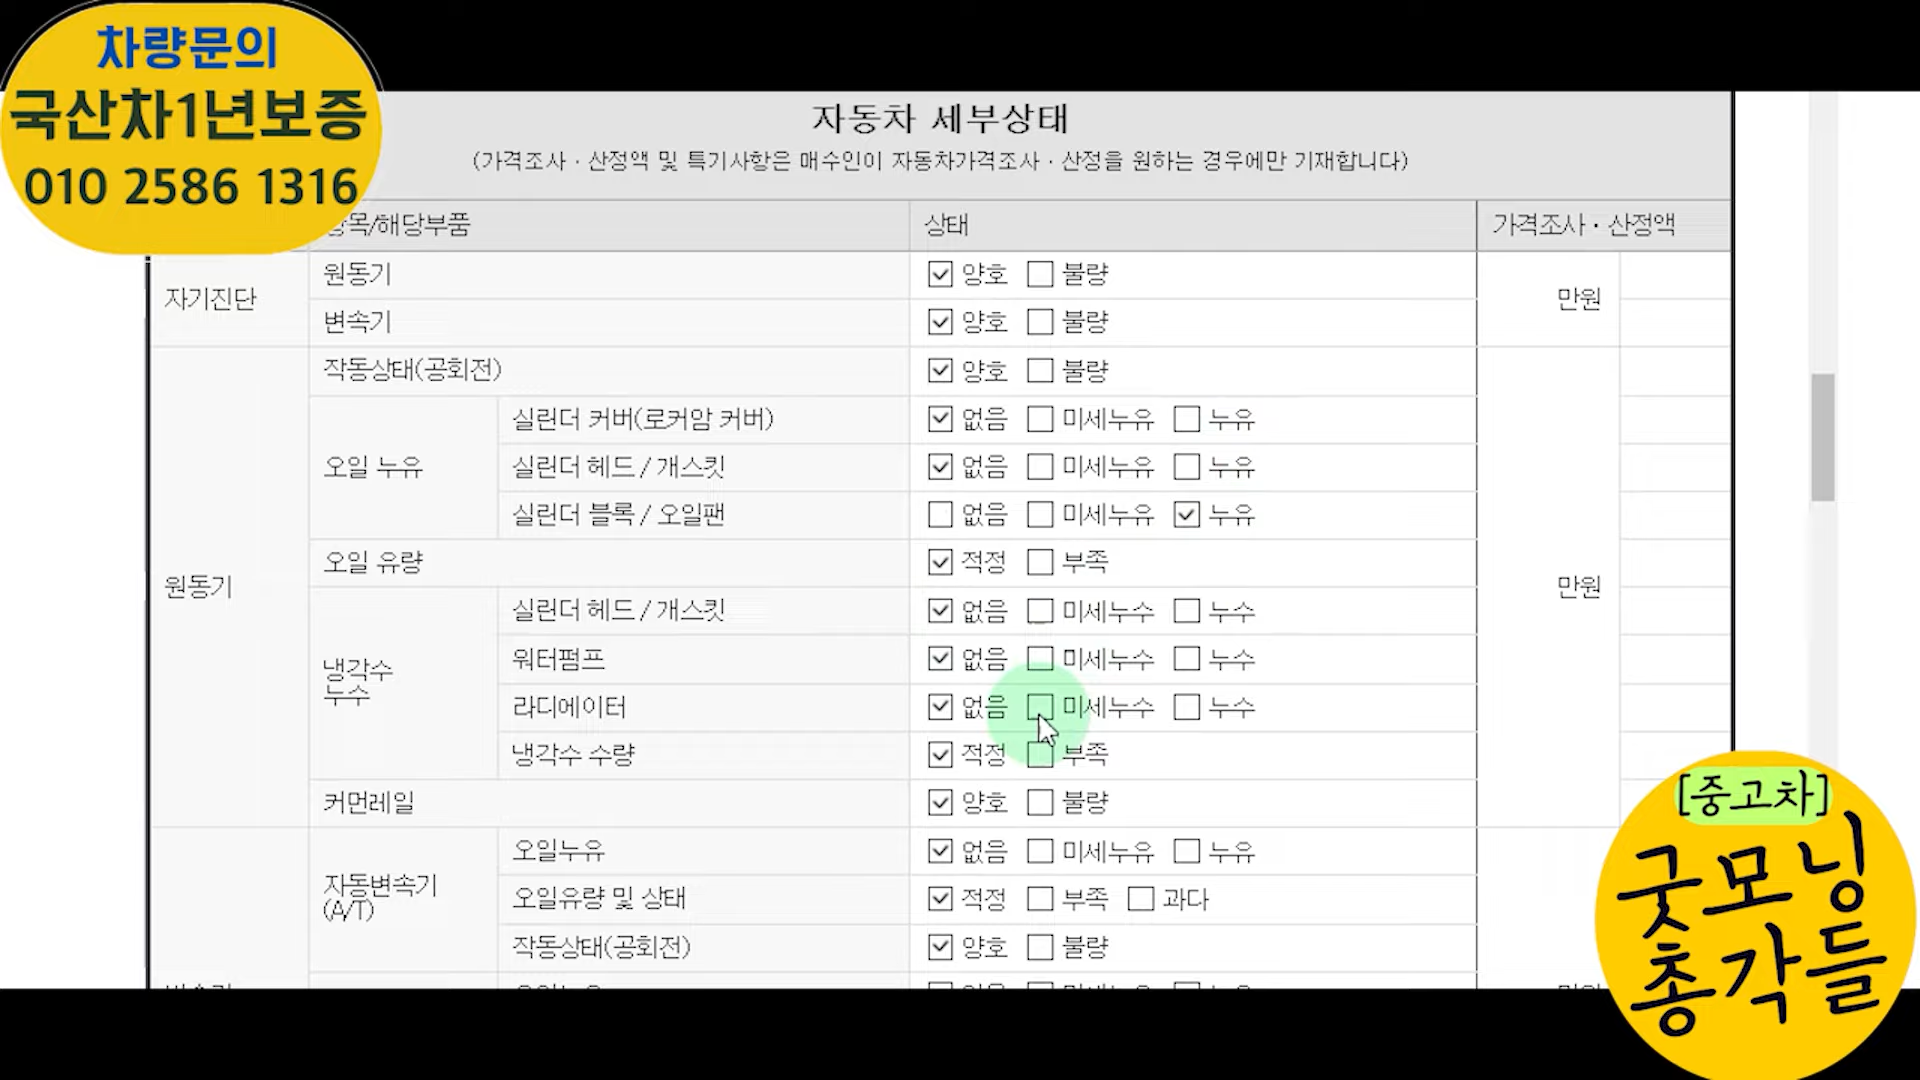 차량문의
국산차1년보증
010 2586 1316
자동차 세부상태
(가격조사 · 산정액 및 특기사항은 매수인이 자동차가격조사 · 산정을 원하는 경우에만 기재합니다)
항목/해당부품 상태 가격조사 · 산정액
자기진단 원동기 양호 불량 만원
변속기 양호 불량
원동기 작동상태(공회전) 양호 불량 만원
오일 누유 실린더 커버(로커암 커버) 없음 미세누유 누유
실린더 헤드 / 개스킷 없음 미세누유 누유
실린더 블록 / 오일팬 없음 미세누유 누유
오일 유량 적정 부족
냉각수 누수 실린더 헤드 / 개스킷 없음 미세누수 누수
워터펌프 없음 미세누수 누수
라디에이터 없음 미세누수 누수
냉각수 수량 적정 부족
커먼레일 양호 불량
자동변속기 (A/T) 오일누유 없음 미세누유 누유
오일유량 및 상태 적정 부족 과다
작동상태(공회전) 양호 불량
[중고차]
굿모닝
총각들